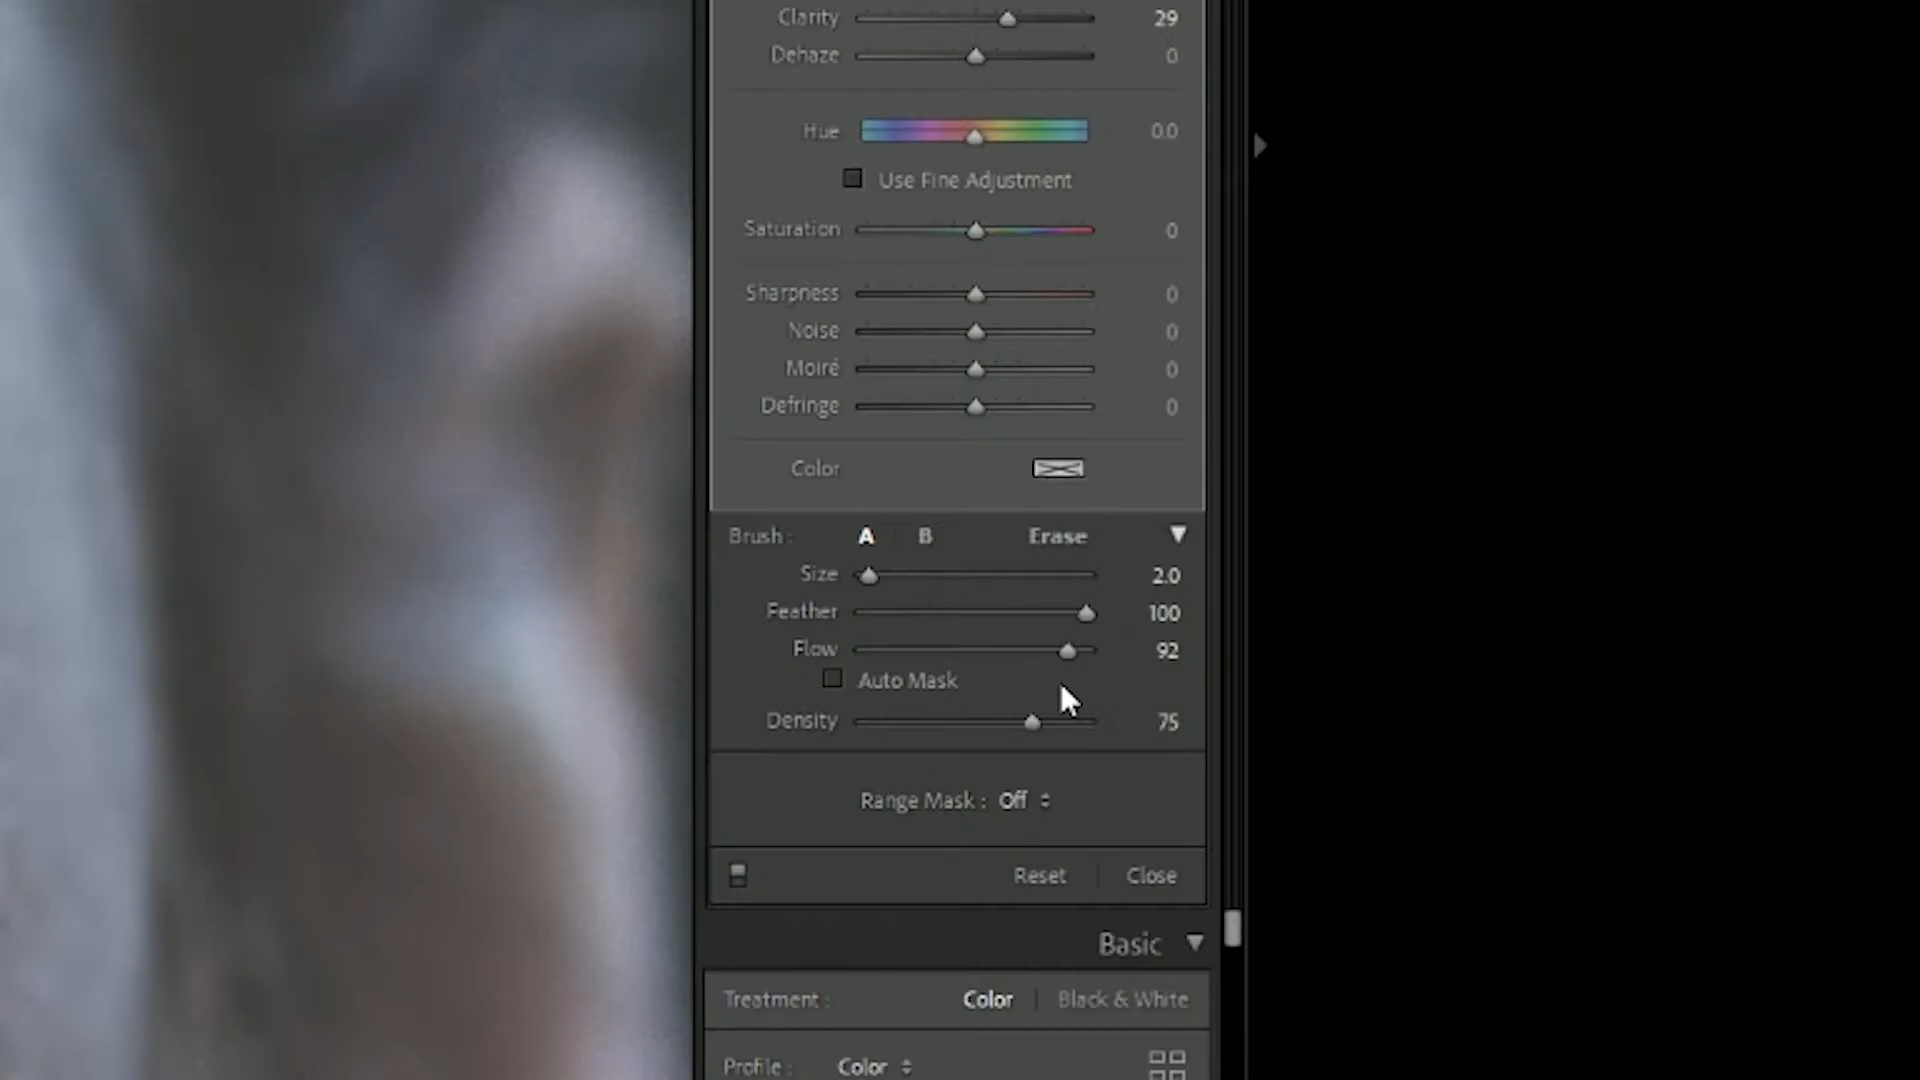 Clarity 29
Dehaze 0
Hue 0.0
Use Fine Adjustment
Saturation 0
Sharpness 0
Noise 0
Moiré 0
Defringe 0
Color
Brush : A B Erase
Size 2.0
Feather 100
Flow 92
Auto Mask
Density 75
Range Mask : Off
Reset Close
Basic
Treatment : Color Black & White
Profile : Color